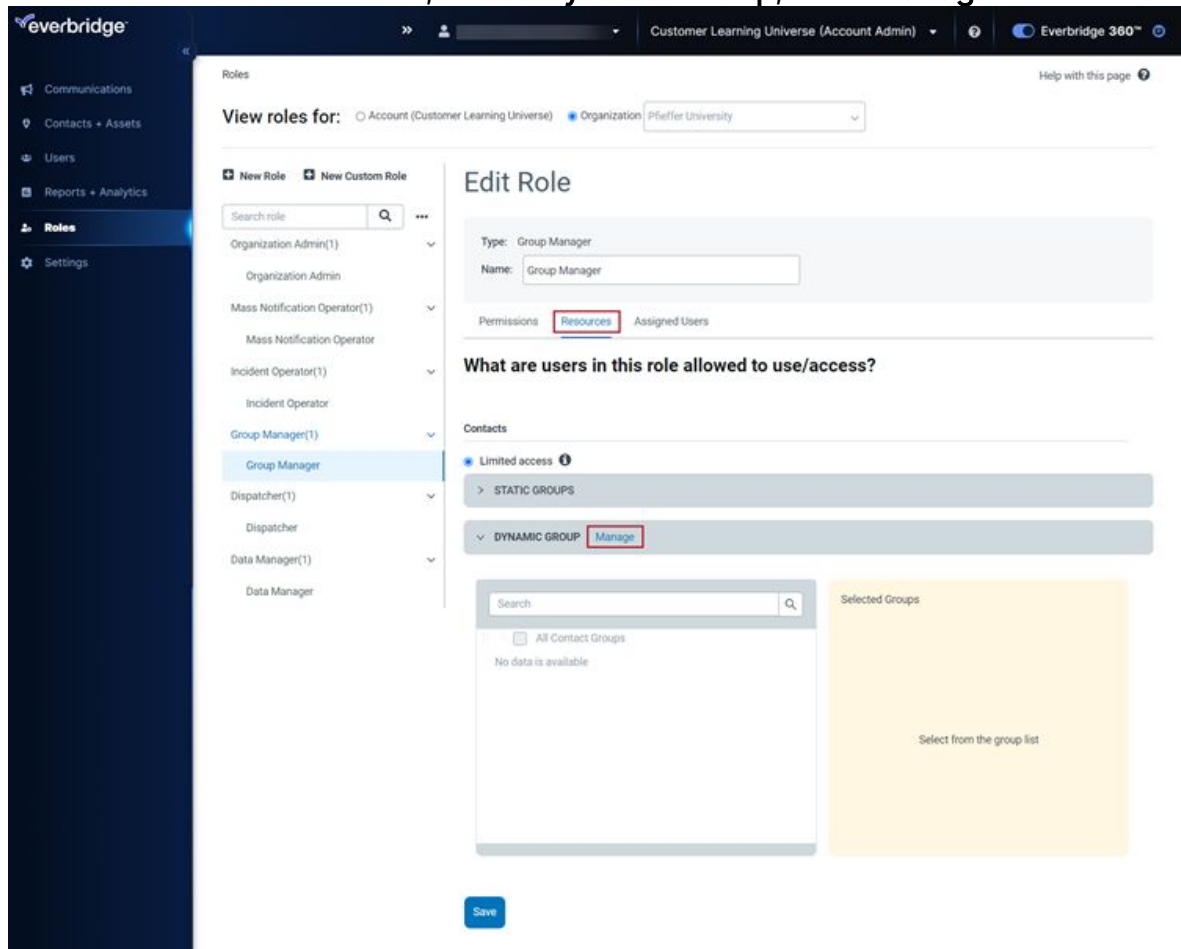 everbridge
Customer Learning Universe (Account Admin)
Everbridge 360™
Communications
Contacts + Assets
Users
Reports + Analytics
Roles
Settings
Roles
Help with this page
View roles for: Account (Customer Learning Universe) Organization Pfieffer University
New Role New Custom Role
Search role
Organization Admin(1)
Organization Admin
Mass Notification Operator(1)
Mass Notification Operator
Incident Operator(1)
Incident Operator
Group Manager(1)
Group Manager
Dispatcher(1)
Dispatcher
Data Manager(1)
Data Manager
Edit Role
Type: Group Manager
Name: Group Manager
Permissions Resources Assigned Users
What are users in this role allowed to use/access?
Contacts
Limited access
STATIC GROUPS
DYNAMIC GROUP Manage
Search
All Contact Groups
No data is available
Selected Groups
Select from the group list
Save